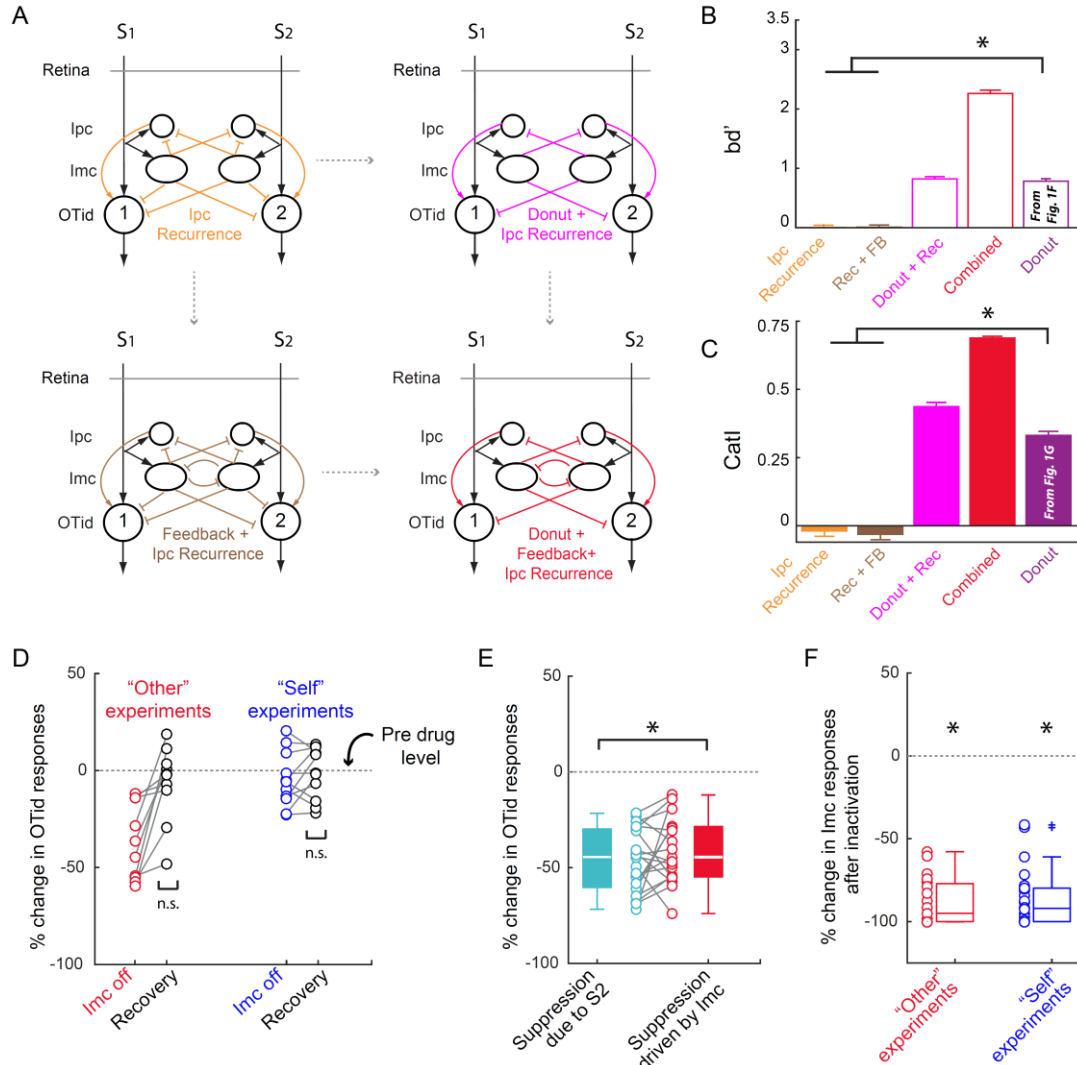 A
S1
S2
Retina
Ipc
Imc
OTid
1
2
Ipc
Recurrence
S1
S2
Retina
Ipc
Imc
OTid
1
2
Donut +
Ipc Recurrence
S1
S2
Retina
Ipc
Imc
OTid
1
2
Feedback +
Ipc Recurrence
S1
S2
Retina
Ipc
Imc
OTid
1
2
Donut +
Feedback+
Ipc Recurrence
B
bd'
3.5
3
2
1
0
*
From
Fig. 1F
Ipc
Recurrence
Rec + FB
Donut + Rec
Combined
Donut
C
CatI
0.75
0.5
0.25
0
*
From Fig. 1G
Ipc
Recurrence
Rec + FB
Donut + Rec
Combined
Donut
D
% change in OTid responses
50
0
-50
-100
"Other"
experiments
"Self"
experiments
Pre drug
level
n.s.
n.s.
Imc off
Recovery
Imc off
Recovery
E
% change in OTid responses
50
0
-50
-100
*
Suppression
due to S2
Suppression
driven by Imc
F
% change in Imc responses
after inactivation
50
0
-50
-100
*
*
ǂ
"Other"
experiments
"Self"
experiments